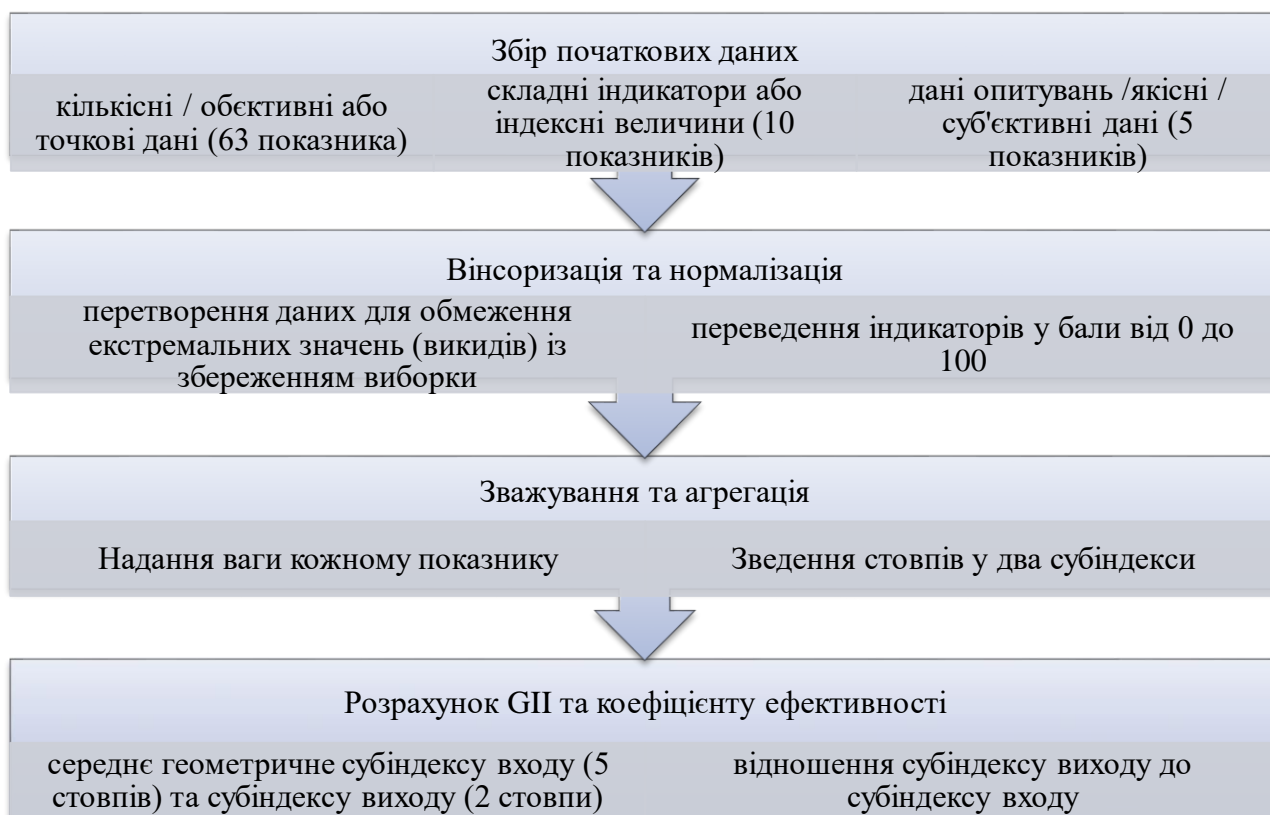 Збір початкових даних
кількісні / обєктивні або
точкові дані (63 показника)
складні індикатори або
індексні величини (10
показників)
дані опитувань /якісні /
суб'єктивні дані (5
показників)
Вінсоризація та нормалізація
перетворення даних для обмеження
екстремальних значень (викидів) із
збереженням виборки
переведення індикаторів у бали від 0 до
100
Зважування та агрегація
Надання ваги кожному показнику
Зведення стовпів у два субіндекси
Розрахунок GII та коефіцієнту ефективності
середнє геометричне субіндексу входу (5
стовпів) та субіндексу виходу (2 стовпи)
відношення субіндексу виходу до
субіндексу входу